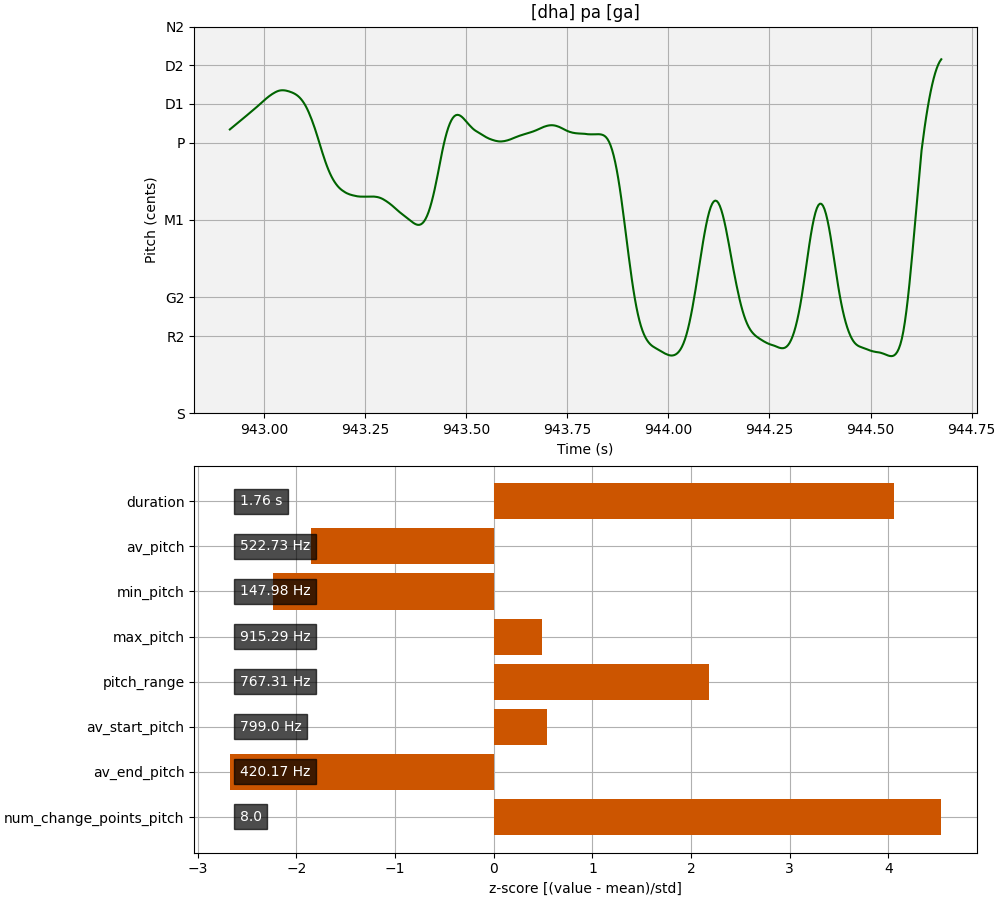 [dha] pa [ga]
N2
D2
D1
P
M1
G2
R2
S
Pitch (cents)
943.00 943.25 943.50 943.75 944.00 944.25 944.50 944.75
Time (s)
duration 1.76 s
av_pitch 522.73 Hz
min_pitch 147.98 Hz
max_pitch 915.29 Hz
pitch_range 767.31 Hz
av_start_pitch 799.0 Hz
av_end_pitch 420.17 Hz
num_change_points_pitch 8.0
−3 −2 −1 0 1 2 3 4
z-score [(value - mean)/std]